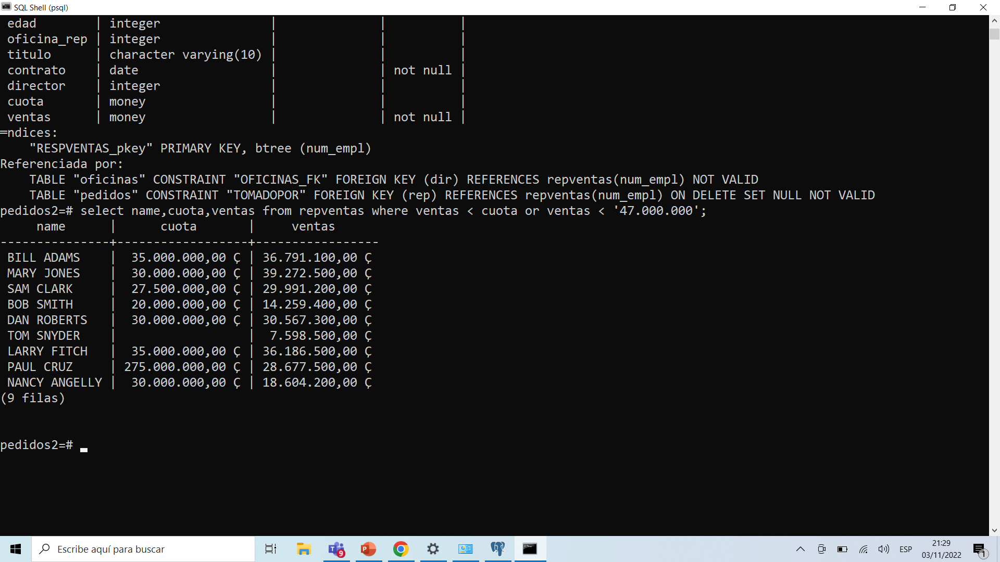 SQL Shell (psql)
edad | integer | | |
oficina_rep | integer | | |
titulo | character varying(10) | | |
contrato | date | | not null |
director | integer | | |
cuota | money | | |
ventas | money | | not null |
═ndices:
"RESPVENTAS_pkey" PRIMARY KEY, btree (num_empl)
Referenciada por:
TABLE "oficinas" CONSTRAINT "OFICINAS_FK" FOREIGN KEY (dir) REFERENCES repventas(num_empl) NOT VALID
TABLE "pedidos" CONSTRAINT "TOMADOPOR" FOREIGN KEY (rep) REFERENCES repventas(num_empl) ON DELETE SET NULL NOT VALID
pedidos2=# select name,cuota,ventas from repventas where ventas < cuota or ventas < '47.000.000';
name | cuota | ventas
---------------+------------------+-----------------
BILL ADAMS | 35.000.000,00 Ç | 36.791.100,00 Ç
MARY JONES | 30.000.000,00 Ç | 39.272.500,00 Ç
SAM CLARK | 27.500.000,00 Ç | 29.991.200,00 Ç
BOB SMITH | 20.000.000,00 Ç | 14.259.400,00 Ç
DAN ROBERTS | 30.000.000,00 Ç | 30.567.300,00 Ç
TOM SNYDER | | 7.598.500,00 Ç
LARRY FITCH | 35.000.000,00 Ç | 36.186.500,00 Ç
PAUL CRUZ | 275.000.000,00 Ç | 28.677.500,00 Ç
NANCY ANGELLY | 30.000.000,00 Ç | 18.604.200,00 Ç
(9 filas)
pedidos2=#
Escribe aquí para buscar
9
ESP
21:29
03/11/2022
1